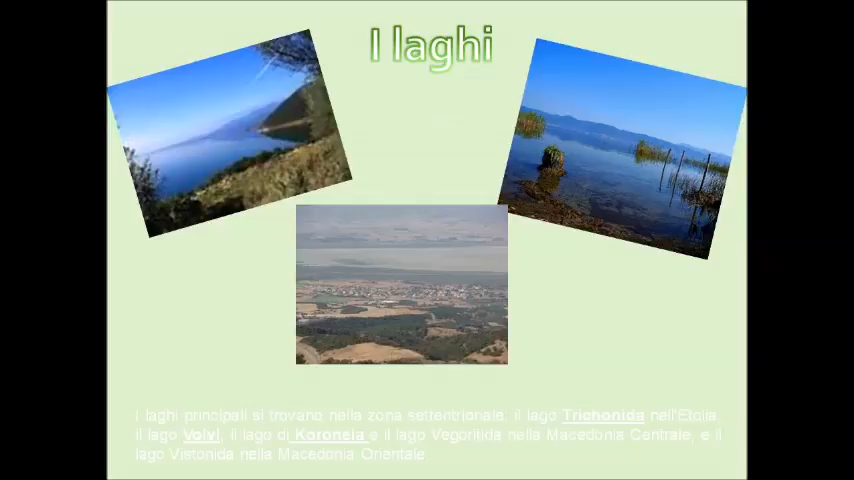 I laghi
I laghi principali si trovano nella zona settentrionale: il lago Trichonida nell'Etolia,
il lago Volvi, il lago di Koroneia e il lago Vegoritida nella Macedonia Centrale, e il
lago Vistonida nella Macedonia Orientale.